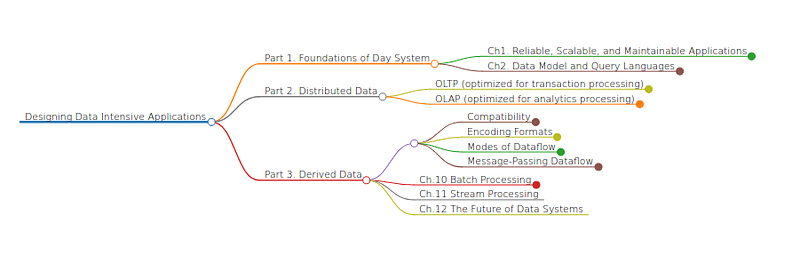 Designing Data Intensive Applications
Part 1. Foundations of Day System
Ch1. Reliable, Scalable, and Maintainable Applications
Ch2. Data Model and Query Languages
Part 2. Distributed Data
OLTP (optimized for transaction processing)
OLAP (optimized for analytics processing)
Part 3. Derived Data
Compatibility
Encoding Formats
Modes of Dataflow
Message-Passing Dataflow
Ch.10 Batch Processing
Ch.11 Stream Processing
Ch.12 The Future of Data Systems